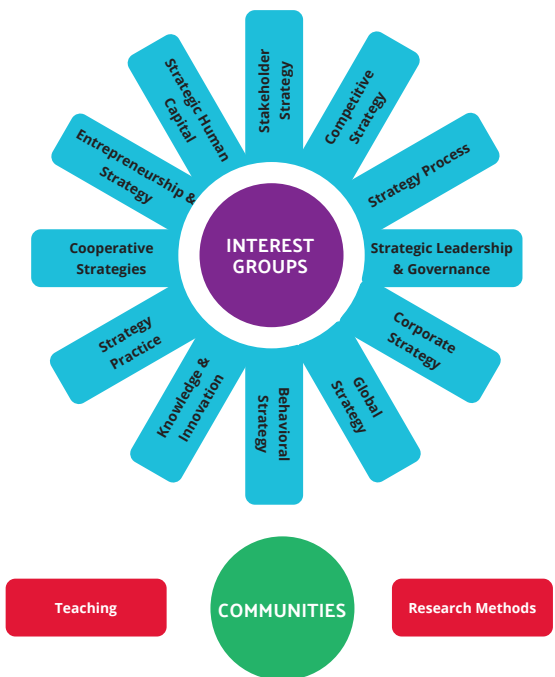 Stakeholder
Strategy
Competitive
Strategy
Strategy Process
Strategic Leadership
& Governance
Corporate
Strategy
Global
Strategy
Behavioral
Strategy
Knowledge &
Innovation
Strategy
Practice
Cooperative
Strategies
Entrepreneurship &
Strategy
Strategic Human
Capital
INTEREST
GROUPS
Teaching
COMMUNITIES
Research Methods